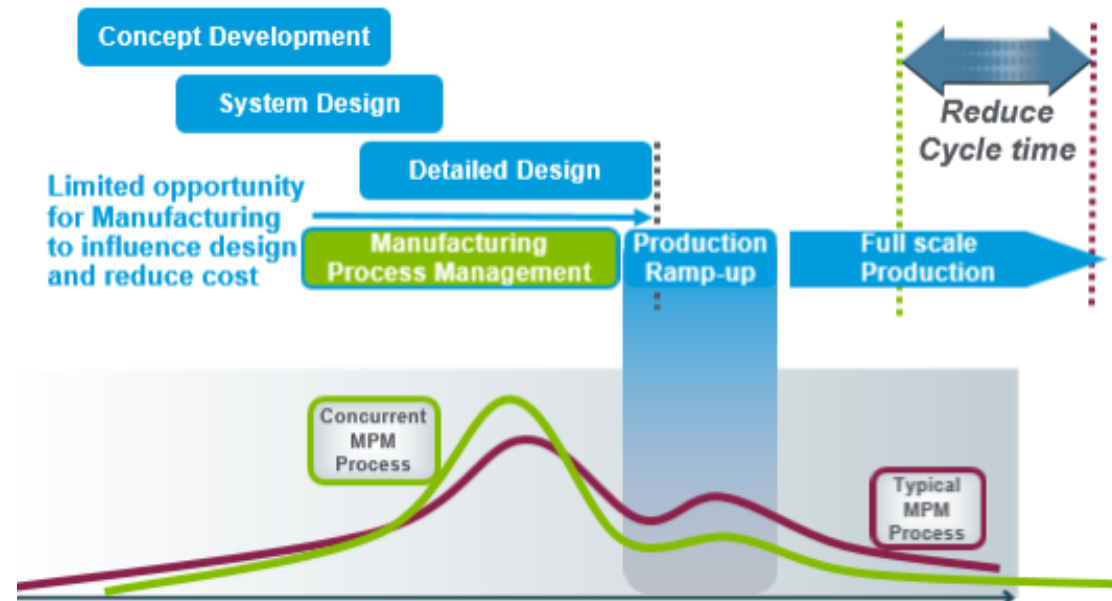 Concept Development
System Design
Detailed Design
Reduce
Cycle time
Limited opportunity
for Manufacturing
to influence design
and reduce cost
Manufacturing
Process Management
Production
Ramp-up
Full scale
Production
Concurrent
MPM
Process
Typical
MPM
Process